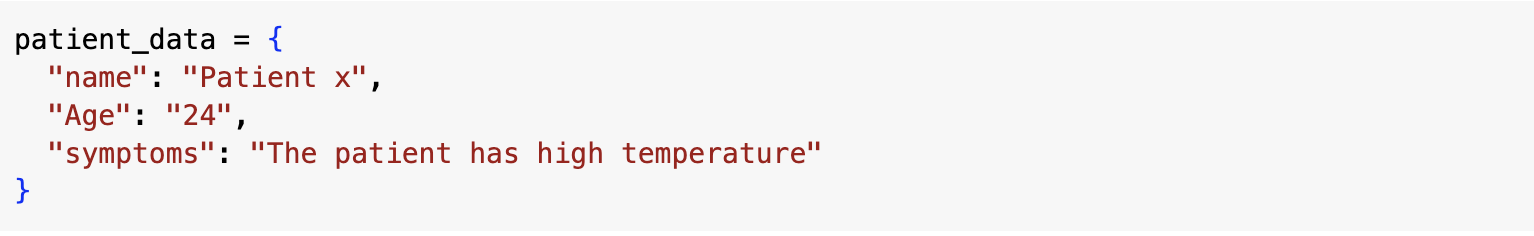 patient_data = {
  "name": "Patient x",
  "Age": "24",
  "symptoms": "The patient has high temperature"
}